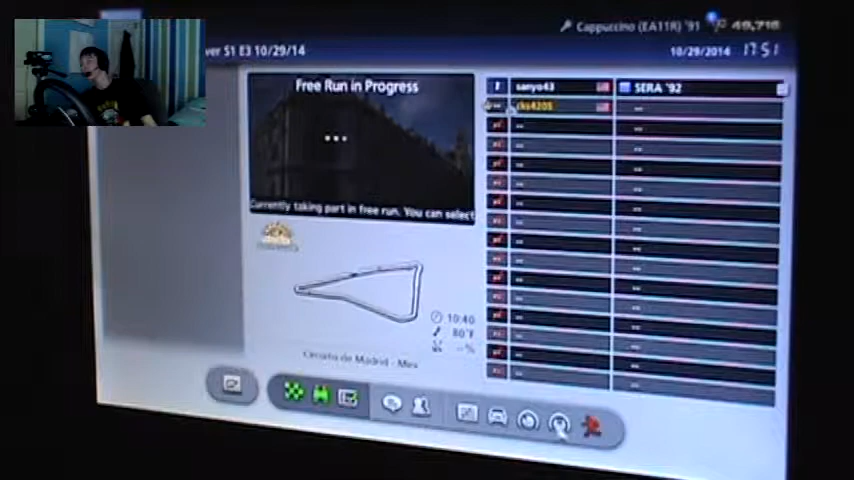 Cappuccino (EA11R) '91 49,716
ver S1 E3 10/29/14
10/29/2014 17:51
Free Run in Progress
...
Currently taking part in free run. You can select
1 sanyo43 SERA '92
10:40
80°F
--%
Circuito de Madrid - Mini